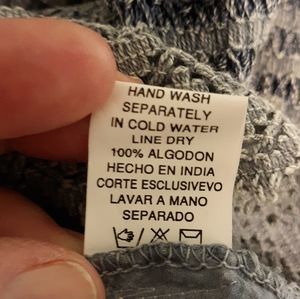 HAND WASH
SEPARATELY
IN COLD WATER
LINE DRY
100% ALGODON
HECHO EN INDIA
CORTE ESCLUSIVEVO
LAVAR A MANO
SEPARADO